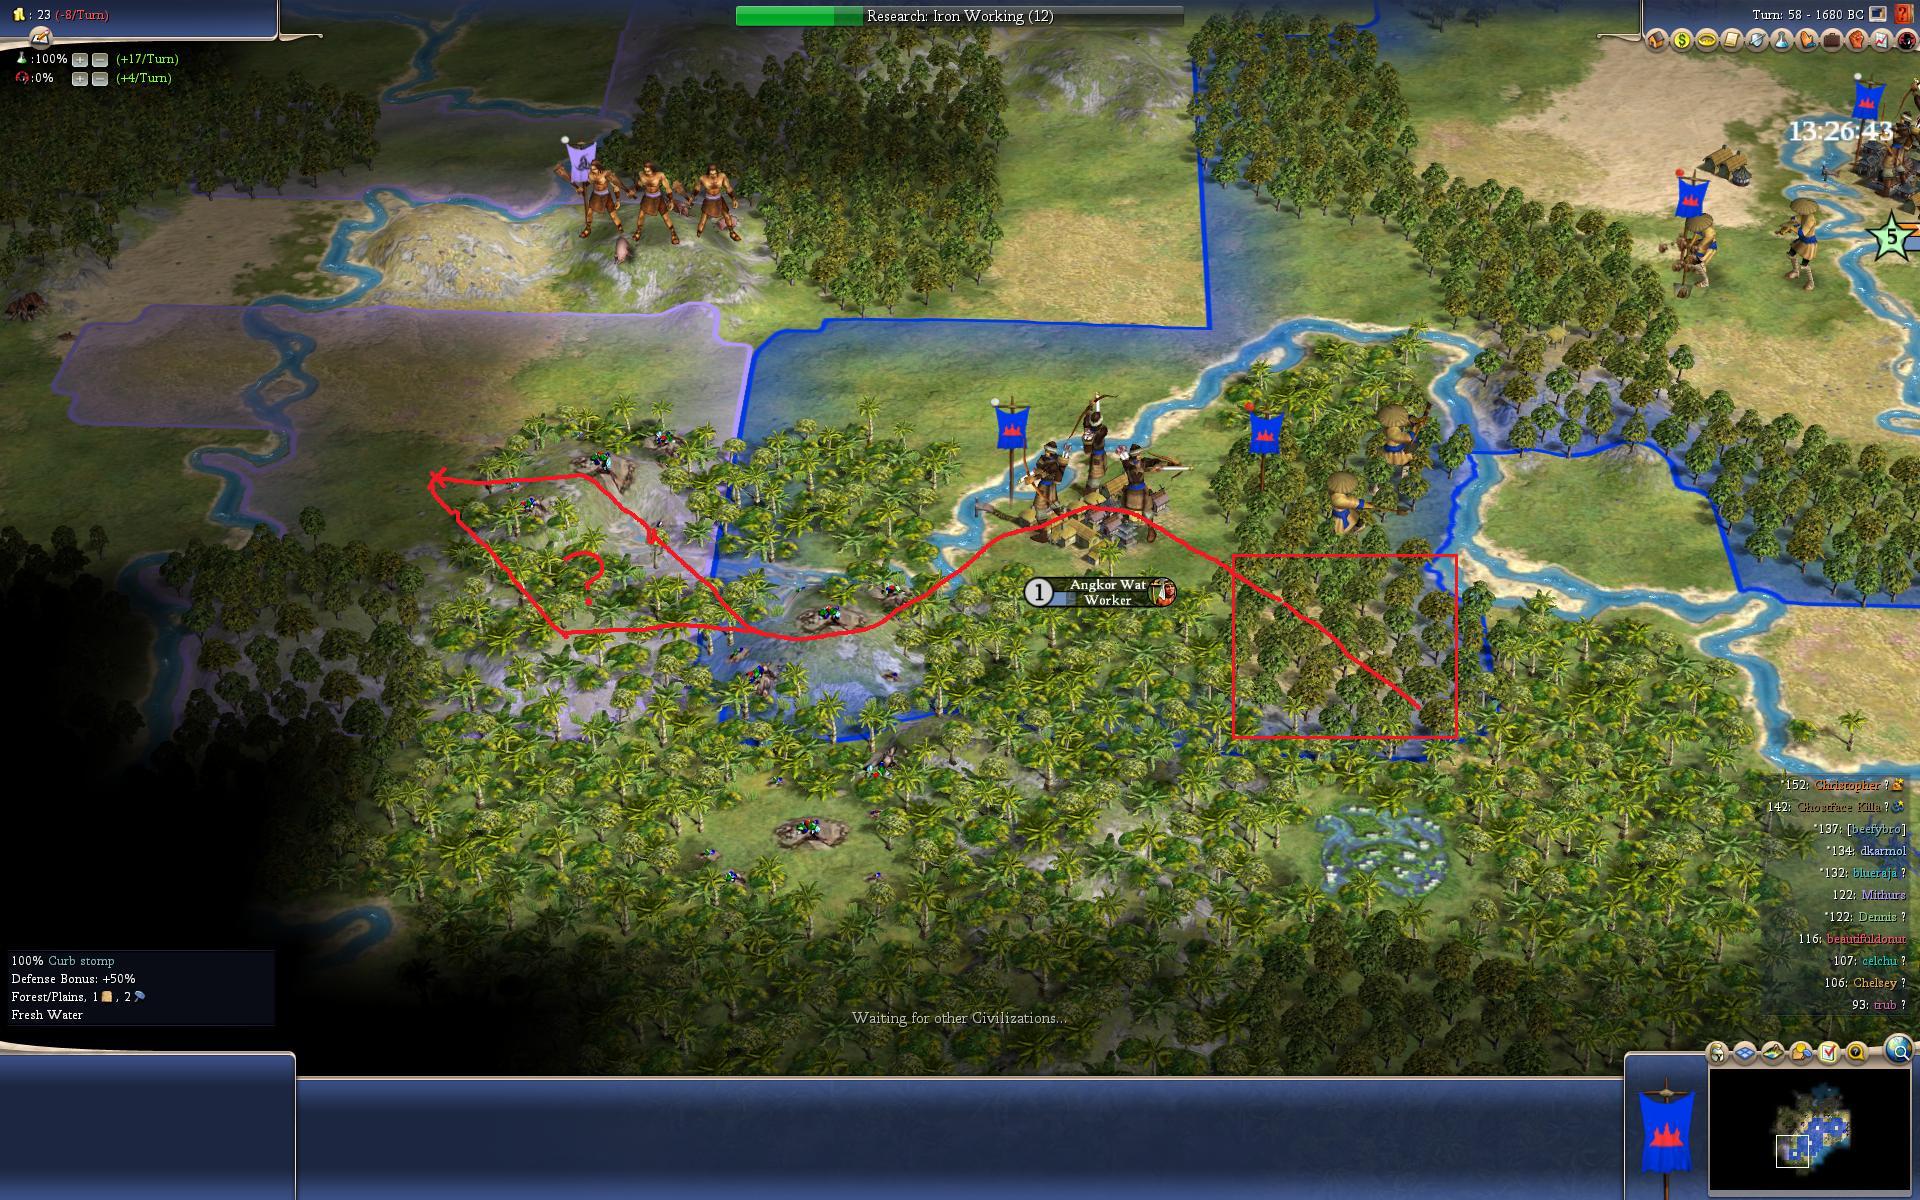 : 23 (-8/Turn)
Research: Iron Working (12)
Turn: 58 - 1680 BC
:100% (+17/Turn)
:0% (+4/Turn)
13:26:43
5
?
1
Angkor Wat
Worker
*152: Christopher ?
142: Ghostface Killa ?
*137: [beefybro]
*134: dkarmol
*132: blueraja ?
122: Mithurs
*122: Dennis ?
116: beautifuldonut
107: celchu ?
106: Chelsey ?
93: trub ?
100% Curb stomp
Defense Bonus: +50%
Forest/Plains, 1 , 2
Fresh Water
Waiting for other Civilizations...